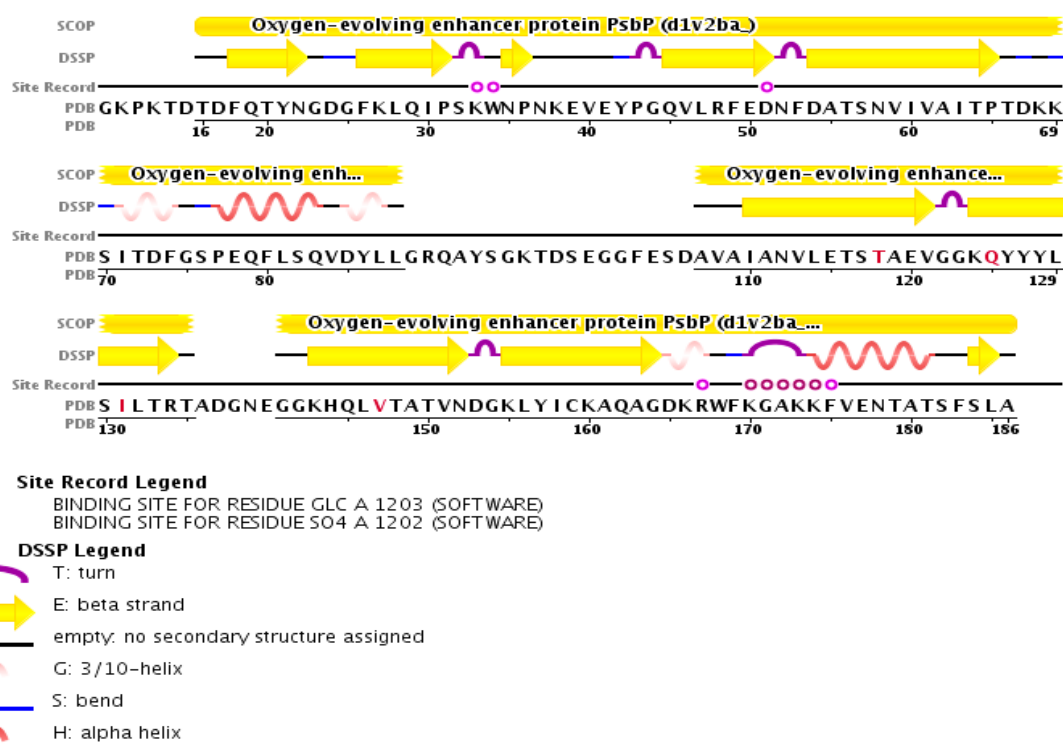 SCOP Oxygen-evolving enhancer protein PsbP (d1v2ba_)
DSSP
Site Record
PDB GKPKTDTDFQTYNGDGFKLQIPSKWNPNKEVEYPGQVLRFEDNFDATSNVIVAITPTDKK
PDB 16 20 30 40 50 60 69
SCOP Oxygen-evolving enh... Oxygen-evolving enhance...
DSSP
Site Record
PDB SITDFGSPEQFLSQVDYLLGRQAYSGKTDSEGGFESDAVAIANVLETSTAEVGGKQYYYL
PDB 70 80 110 120 129
SCOP Oxygen-evolving enhancer protein PsbP (d1v2ba_...
DSSP
Site Record
PDB SILTRTADGNEGGKHQLVTATVNDGKLYICKAQAGDKRWFKGAKKFVENTATSFSLA
PDB 130 150 160 170 180 186
Site Record Legend
BINDING SITE FOR RESIDUE GLC A 1203 (SOFTWARE)
BINDING SITE FOR RESIDUE SO4 A 1202 (SOFTWARE)
DSSP Legend
T: turn
E: beta strand
empty: no secondary structure assigned
G: 3/10-helix
S: bend
H: alpha helix